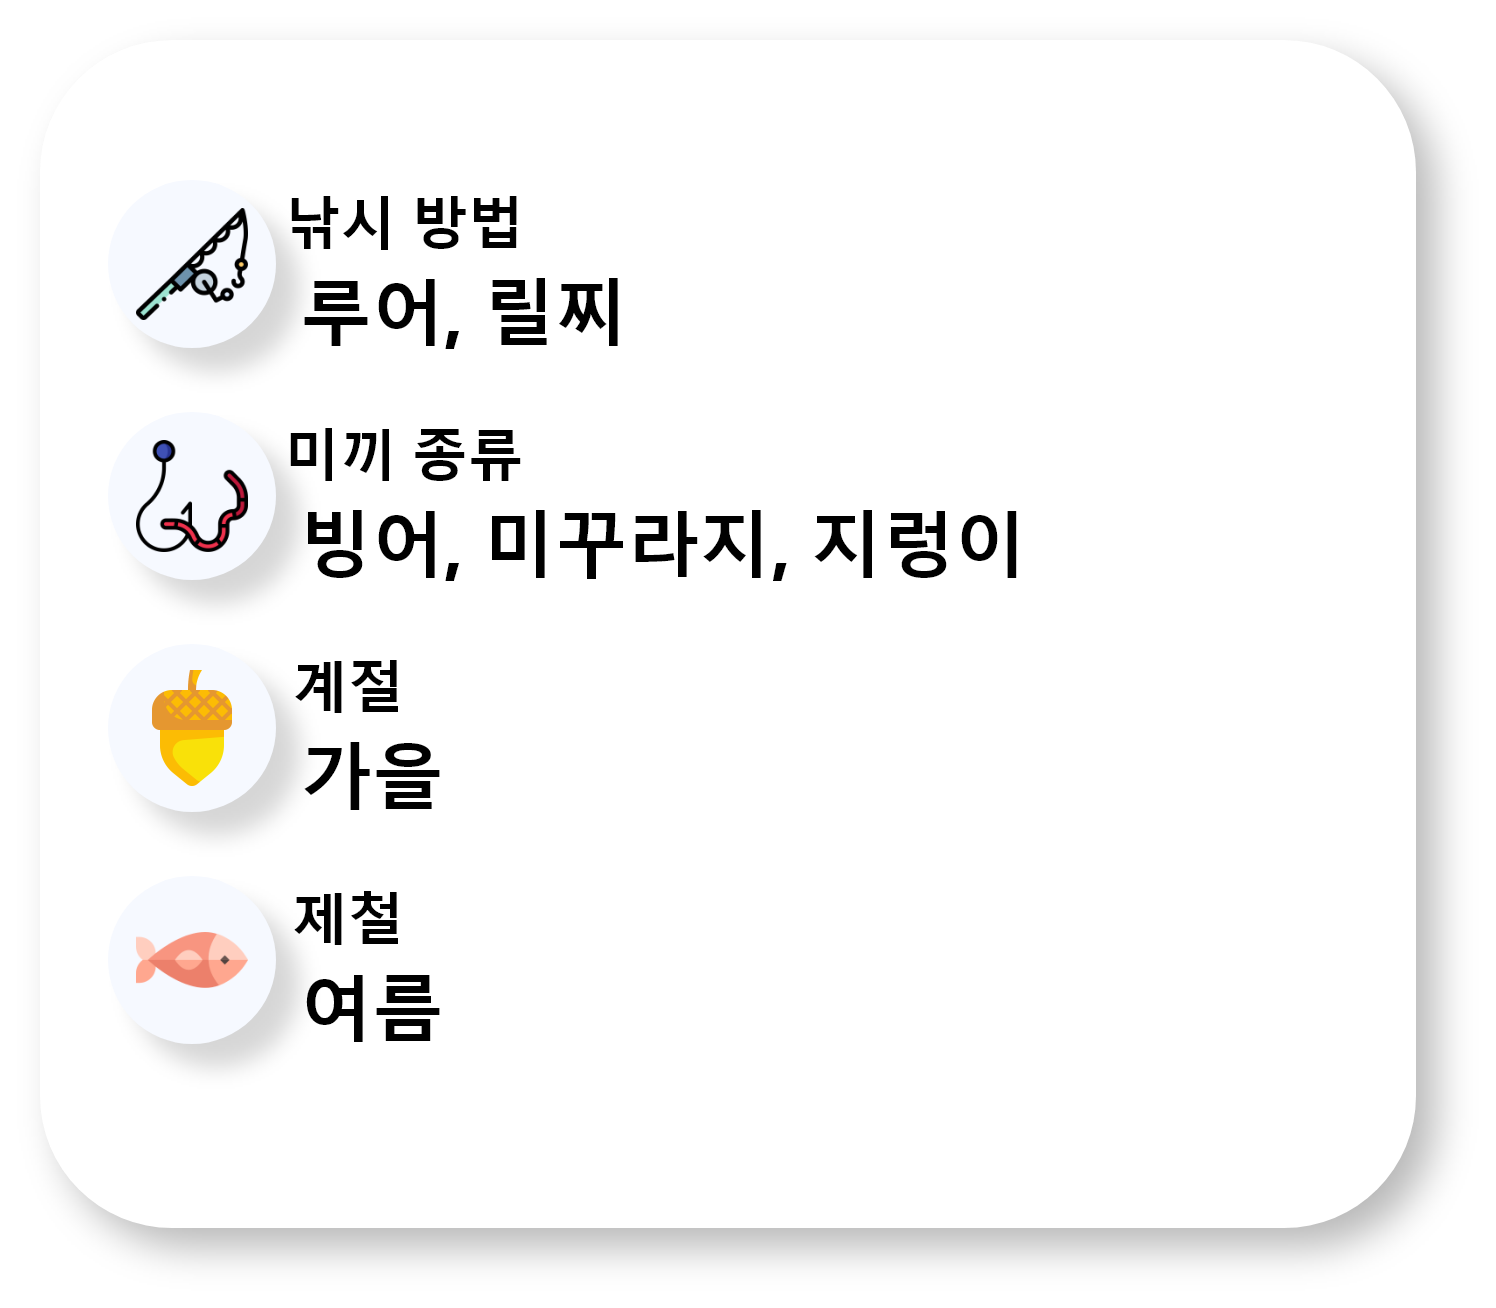 낚시 방법
루어, 릴찌
미끼 종류
빙어, 미꾸라지, 지렁이
계절
가을
제철
여름